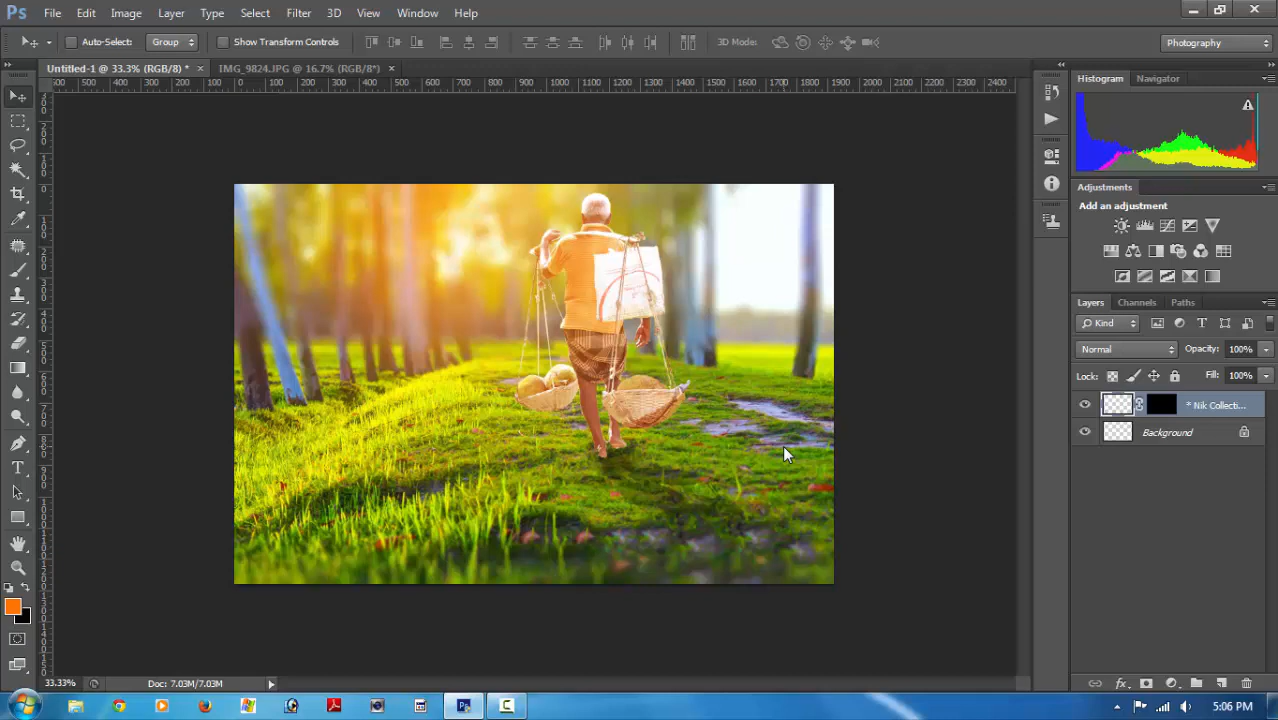 Ps File Edit Image Layer Type Select Filter 3D View Window Help
Auto-Select: Group Show Transform Controls 3D Mode: Photography
Untitled-1 @ 33.3% (RGB/8) * × IMG_9824.JPG @ 16.7% (RGB/8*) ×
Histogram Navigator
Adjustments
Add an adjustment
Layers Channels Paths
Kind
Normal Opacity: 100%
Lock: Fill: 100%
* Nik Collecti...
Background
33.33% Doc: 7.03M/7.03M
5:06 PM